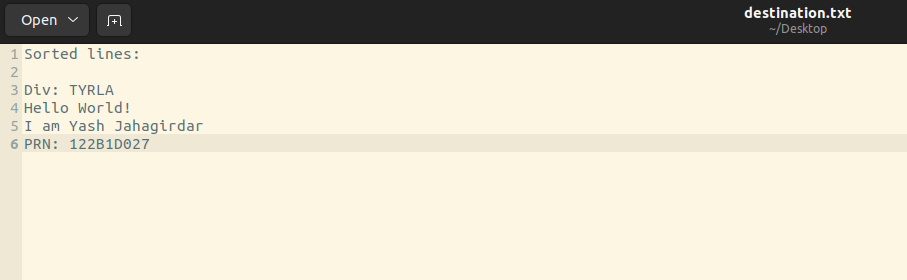 Open
destination.txt
~/Desktop
1 Sorted lines:
2
3 Div: TYRLA
4 Hello World!
5 I am Yash Jahagirdar
6 PRN: 122B1D027